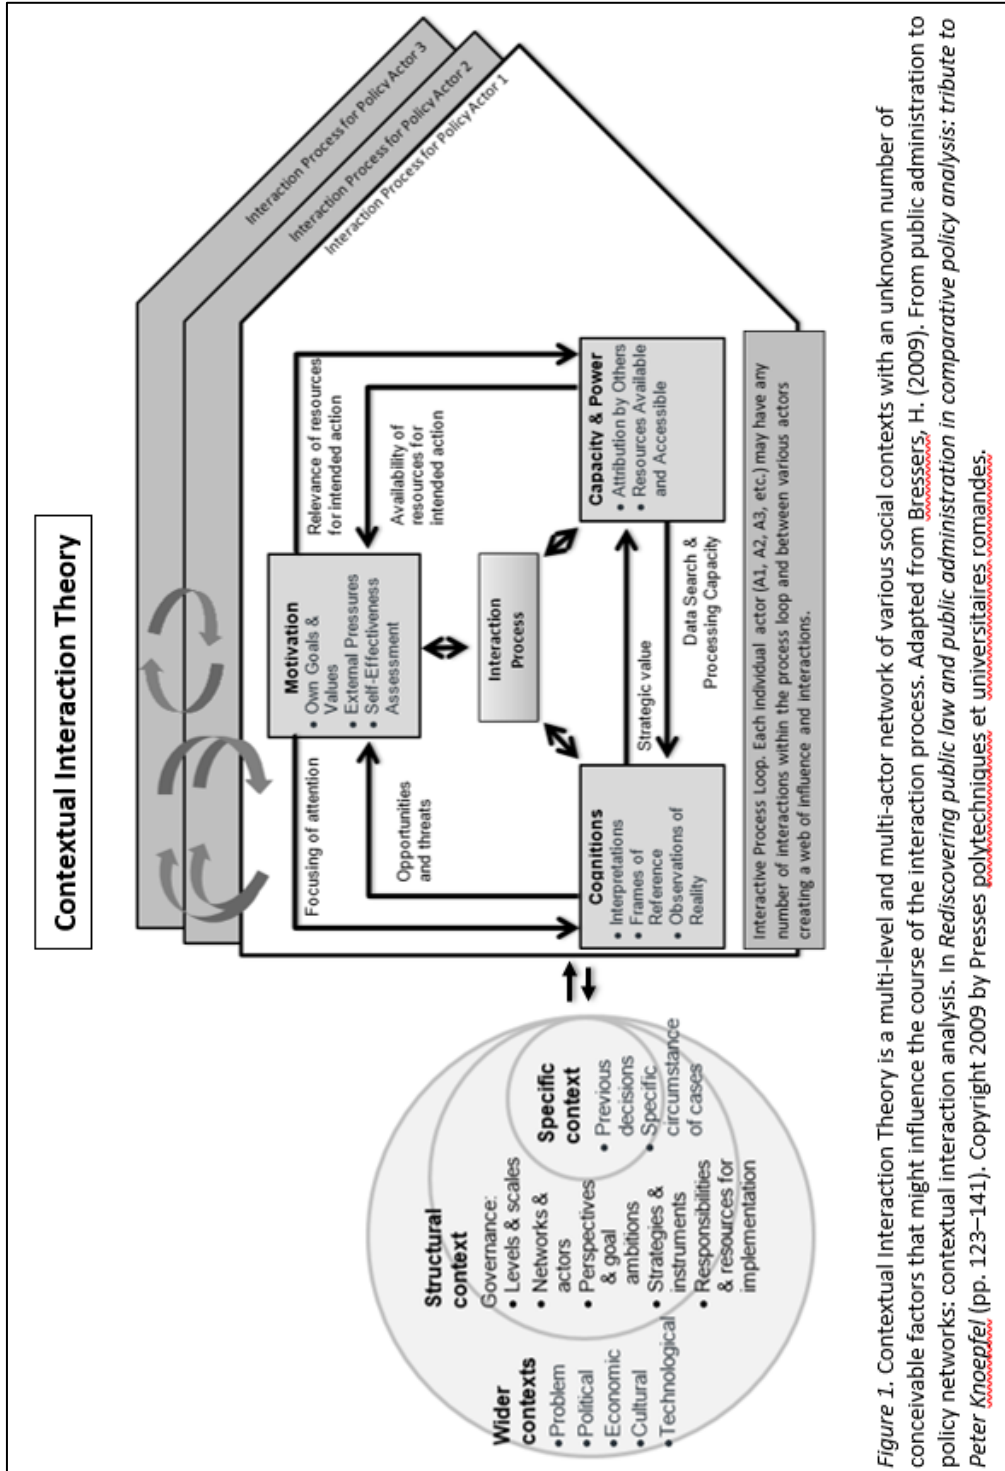 Contextual Interaction Theory
Interaction Process for Policy Actor 3
Interaction Process for Policy Actor 2
Interaction Process for Policy Actor 1
Wider
contexts
•Problem
•Political
•Economic
•Cultural
•Technological
Structural
context
Governance:
• Levels & scales
• Networks &
actors
• Perspectives
& goal
ambitions
• Strategies &
instruments
• Responsibilities
& resources for
implementation
Specific
context
• Previous
decisions
• Specific
circumstance
of cases
Focusing of attention
Opportunities
and threats
Motivation
• Own Goals &
Values
• External Pressures
• Self-Effectiveness
Assessment
Relevance of resources
for intended action
Availability of
resources for
intended action
Interaction
Process
Cognitions
• Interpretations
• Frames of
Reference
• Observations of
Reality
Strategic value
Data Search &
Processing Capacity
Capacity & Power
• Attribution by Others
• Resources Available
and Accessible
Interactive Process Loop. Each individual actor (A1, A2, A3, etc.) may have any
number of interactions within the process loop and between various actors
creating a web of influence and interactions.
Figure 1. Contextual Interaction Theory is a multi-level and multi-actor network of various social contexts with an unknown number of
conceivable factors that might influence the course of the interaction process. Adapted from Bressers, H. (2009). From public administration to
policy networks: contextual interaction analysis. In Rediscovering public law and public administration in comparative policy analysis: tribute to
Peter Knoepfel (pp. 123–141). Copyright 2009 by Presses polytechniques et universitaires romandes.